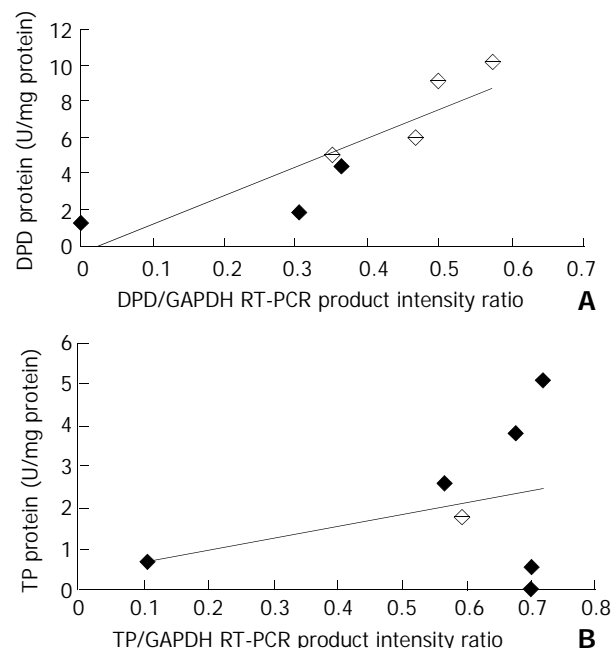 12
10
8
6
4
2
0
DPD protein (U/mg protein)
0 0.1 0.2 0.3 0.4 0.5 0.6 0.7
DPD/GAPDH RT-PCR product intensity ratio A
6
5
4
3
2
1
0
TP protein (U/mg protein)
0 0.1 0.2 0.3 0.4 0.5 0.6 0.7 0.8
TP/GAPDH RT-PCR product intensity ratio B